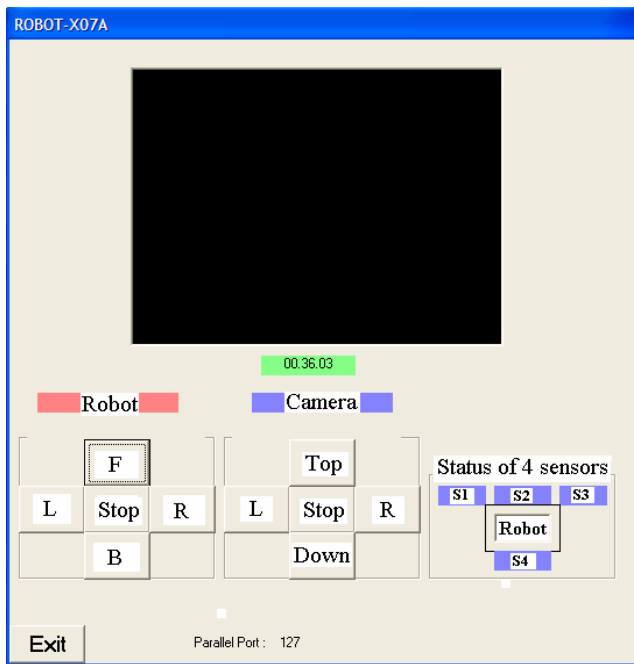 ROBOT-X07A
00.36.03
Robot Camera
F Top
Status of 4 sensors
L Stop R L Stop R S1 S2 S3
Robot
B Down S4
Exit Parallel Port : 127